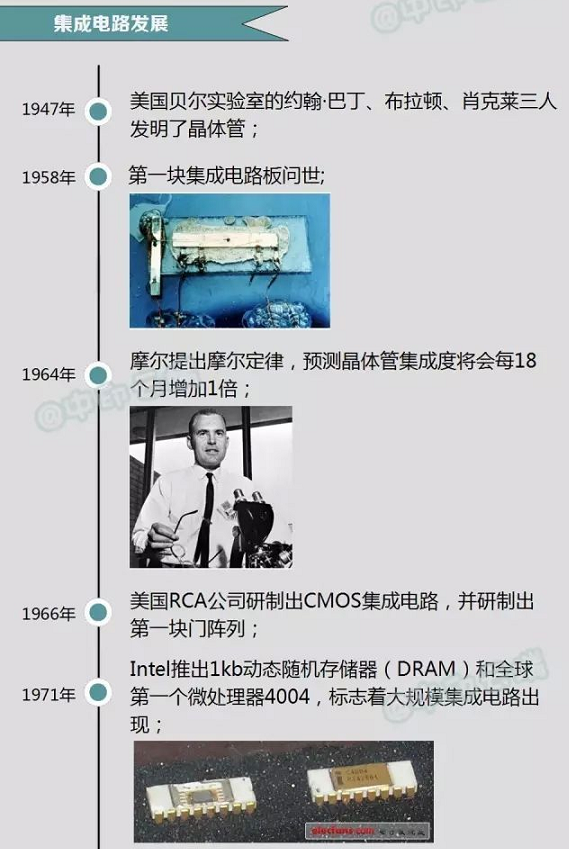 集成电路发展
1947年
美国贝尔实验室的约翰·巴丁、布拉顿、肖克莱三人
发明了晶体管；
1958年
第一块集成电路板问世;
1964年
摩尔提出摩尔定律，预测晶体管集成度将会每18
个月增加1倍；
1966年
美国RCA公司研制出CMOS集成电路，并研制出
第一块门阵列；
1971年
Intel推出1kb动态随机存储器（DRAM）和全球
第一个微处理器4004，标志着大规模集成电路出
现；
C4004
elecfans.com